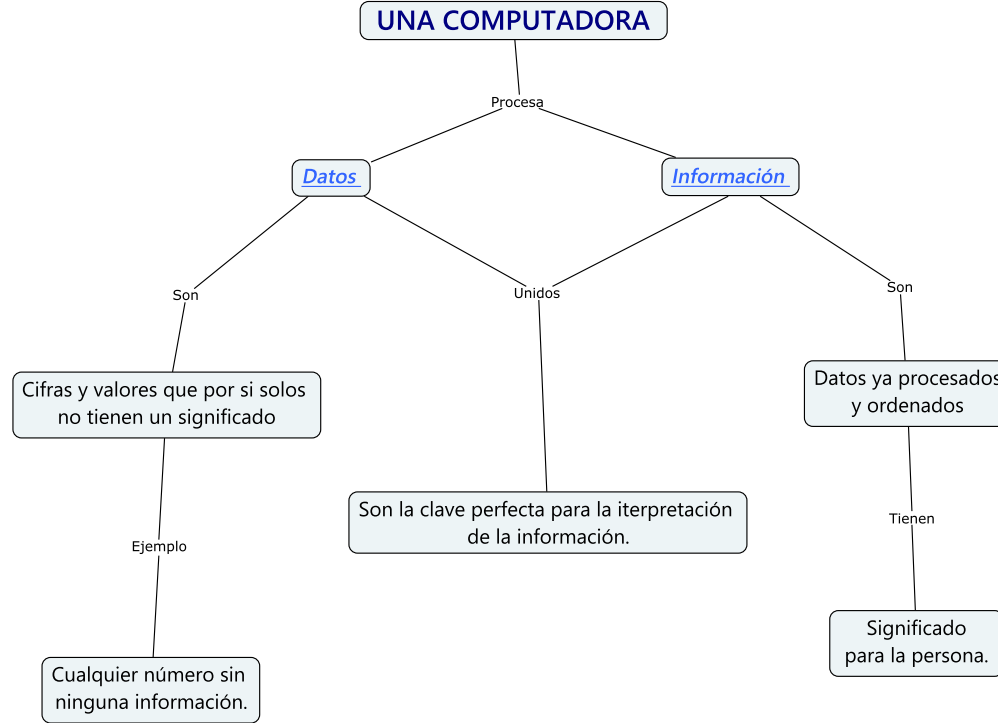 UNA COMPUTADORA
Procesa
Datos
Información
Son
Unidos
Son
Cifras y valores que por si solos
no tienen un significado
Datos ya procesados
y ordenados
Son la clave perfecta para la iterpretación
de la información.
Ejemplo
Tienen
Cualquier número sin
ninguna información.
Significado
para la persona.